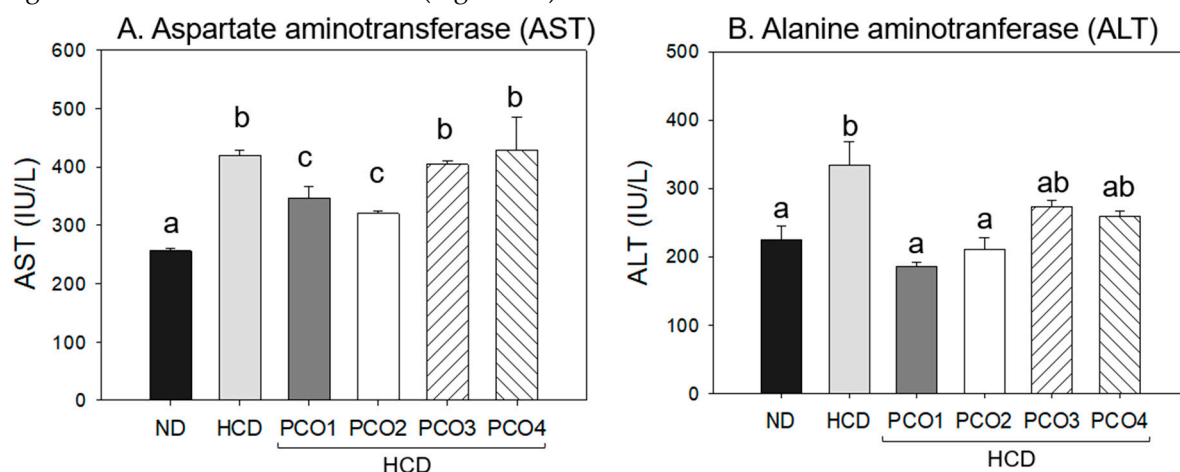 A. Aspartate aminotransferase (AST)
600
500
400
300
200
100
0
AST (IU/L)
a
b
c
c
b
b
ND HCD PCO1 PCO2 PCO3 PCO4
HCD
B. Alanine aminotranferase (ALT)
500
400
300
200
100
0
ALT (IU/L)
a
b
a
a
ab
ab
ND HCD PCO1 PCO2 PCO3 PCO4
HCD